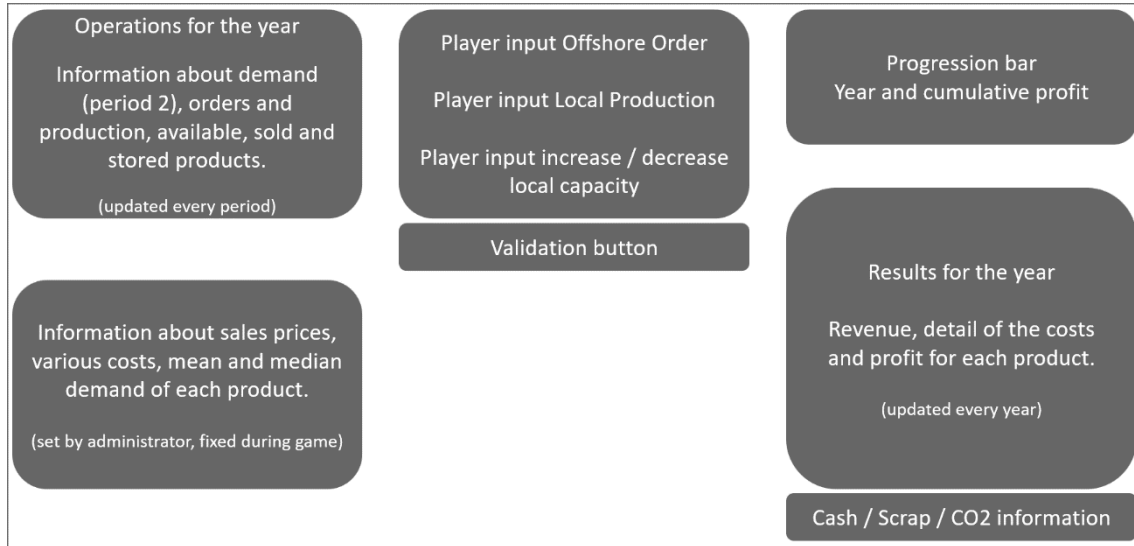 Operations for the year
Information about demand
(period 2), orders and
production, available, sold and
stored products.
(updated every period)
Information about sales prices,
various costs, mean and median
demand of each product.
(set by administrator, fixed during game)
Player input Offshore Order
Player input Local Production
Player input increase / decrease
local capacity
Validation button
Progression bar
Year and cumulative profit
Results for the year
Revenue, detail of the costs
and profit for each product.
(updated every year)
Cash / Scrap / CO2 information